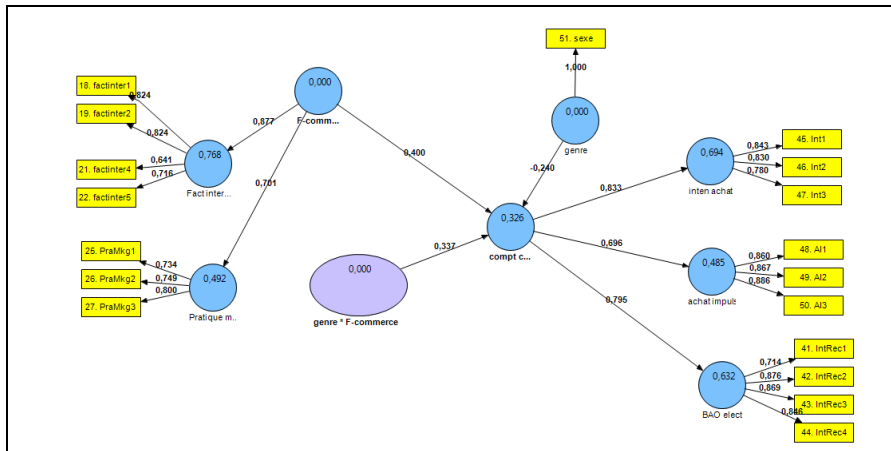 51. sexe
1,000
18. factinter1
0,824
19. factinter2
0,824
21. factinter4
0,641
22. factinter5
0,716
0,768
Fact inter...
0,000
F-comm...
0,877
0,701
0,400
0,000
genre
-0,240
25. PraMkg1
0,734
26. PraMkg2
0,749
27. PraMkg3
0,800
0,492
Pratique m..
0,000
genre * F-commerce
0,337
0,326
compt c...
0,833
0,696
0,795
0,694
inten achat
0,843
45. Int1
0,830
46. Int2
0,780
47. Int3
0,485
achat impuls
0,860
48. AI1
0,867
49. AI2
0,886
50. AI3
0,632
BAO elect
0,714
41. IntRec1
0,876
42. IntRec2
0,869
43. IntRec3
0,846
44. IntRec4